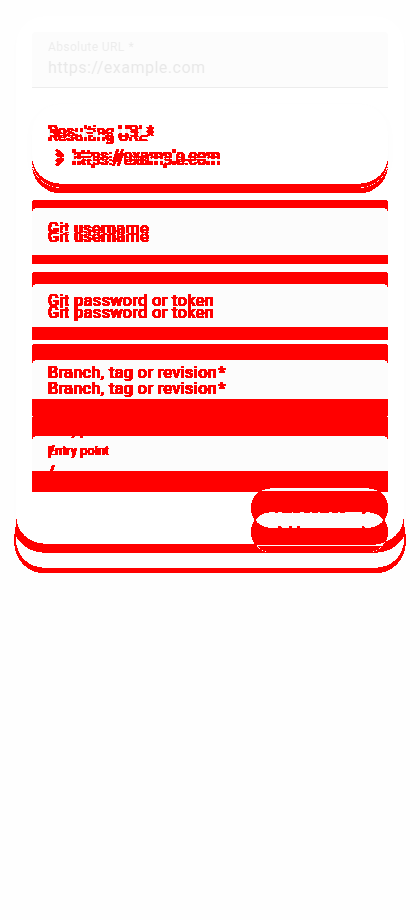 Absolute URL *
https://example.com
Resulting URL*
https://example.com
Git username
Git username
Git password or token
Git password or token
Branch, tag or revision*
Branch, tag or revision*
Entry point
/